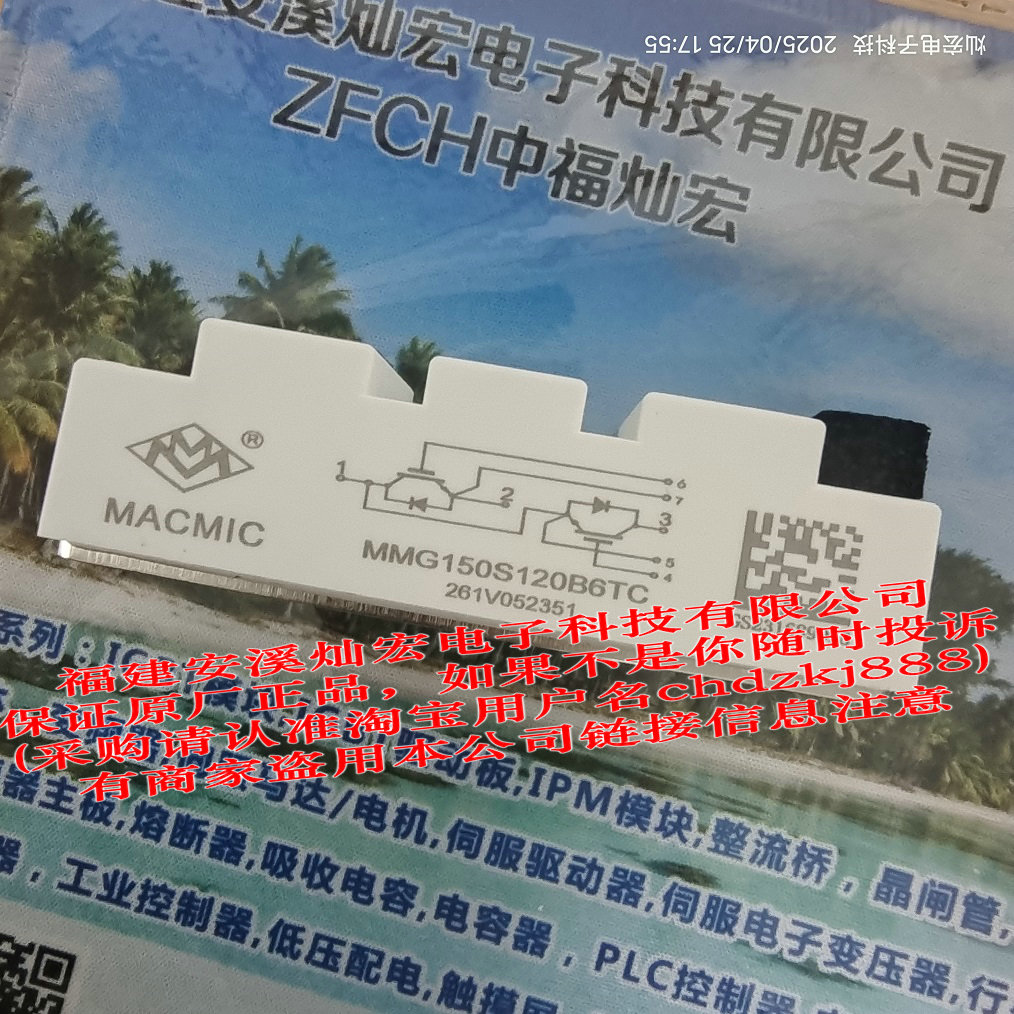 安溪灿宏电子科技有限公司
ZFCH中福灿宏
灿宏电子科技 2025/04/25 17:55
®
MACMIC
1
2
3
6
7
5
4
MMG150S120B6TC
261V052351
系列:
福建安溪灿宏电子科技有限公司
保证原厂正品，如果不是你随时投诉
(采购请认准淘宝用户名chdzkj888)
有商家盗用本公司链接信息注意
动板,IPM模块,整流桥，晶闸管,
器主板,熔断器,吸收电容,电容器，PLC控制器
马达/电机,伺服驱动器,伺服电子变压器,行
器，工业控制器,低压配电,触摸屏